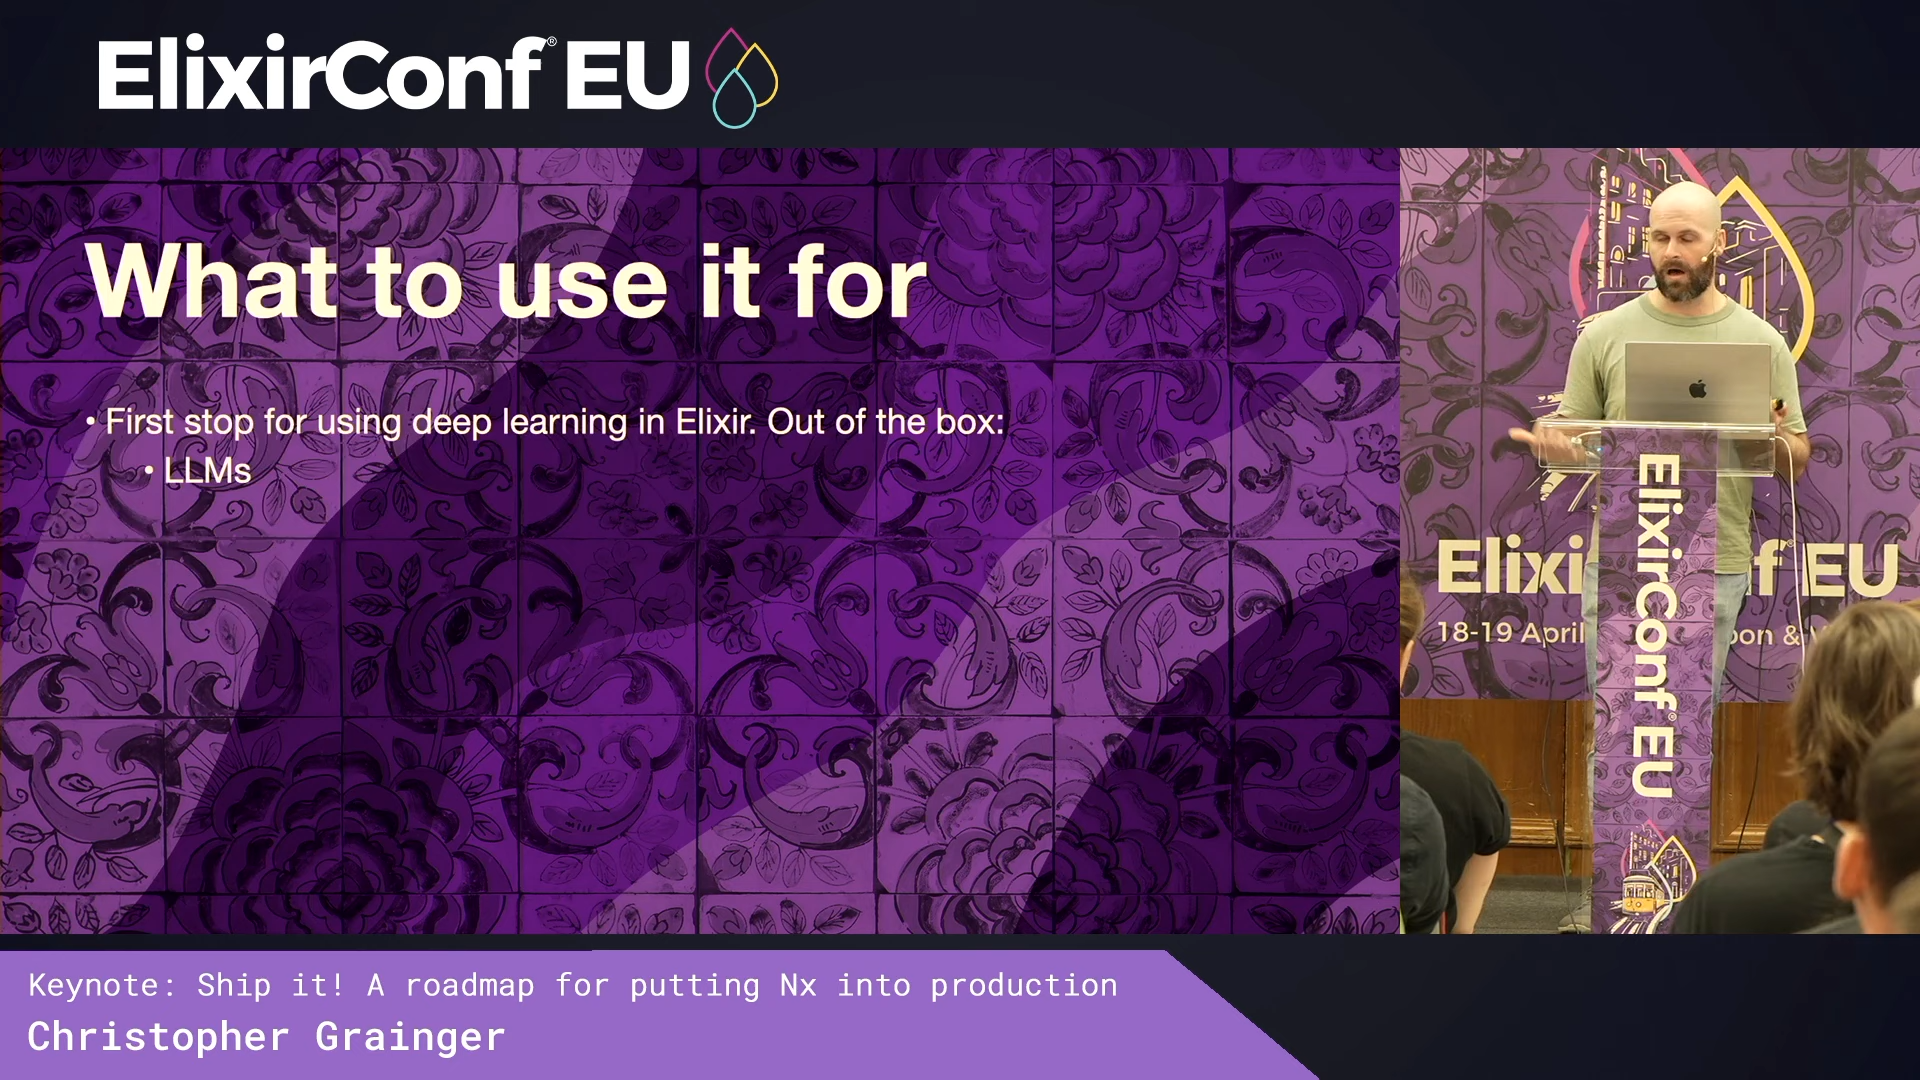 ElixirConf® EU
What to use it for
• First stop for using deep learning in Elixir. Out of the box:
• LLMs
ElixirConf® EU
Elixi
f® EU
18-19 April
bon &
Keynote: Ship it! A roadmap for putting Nx into production
Christopher Grainger